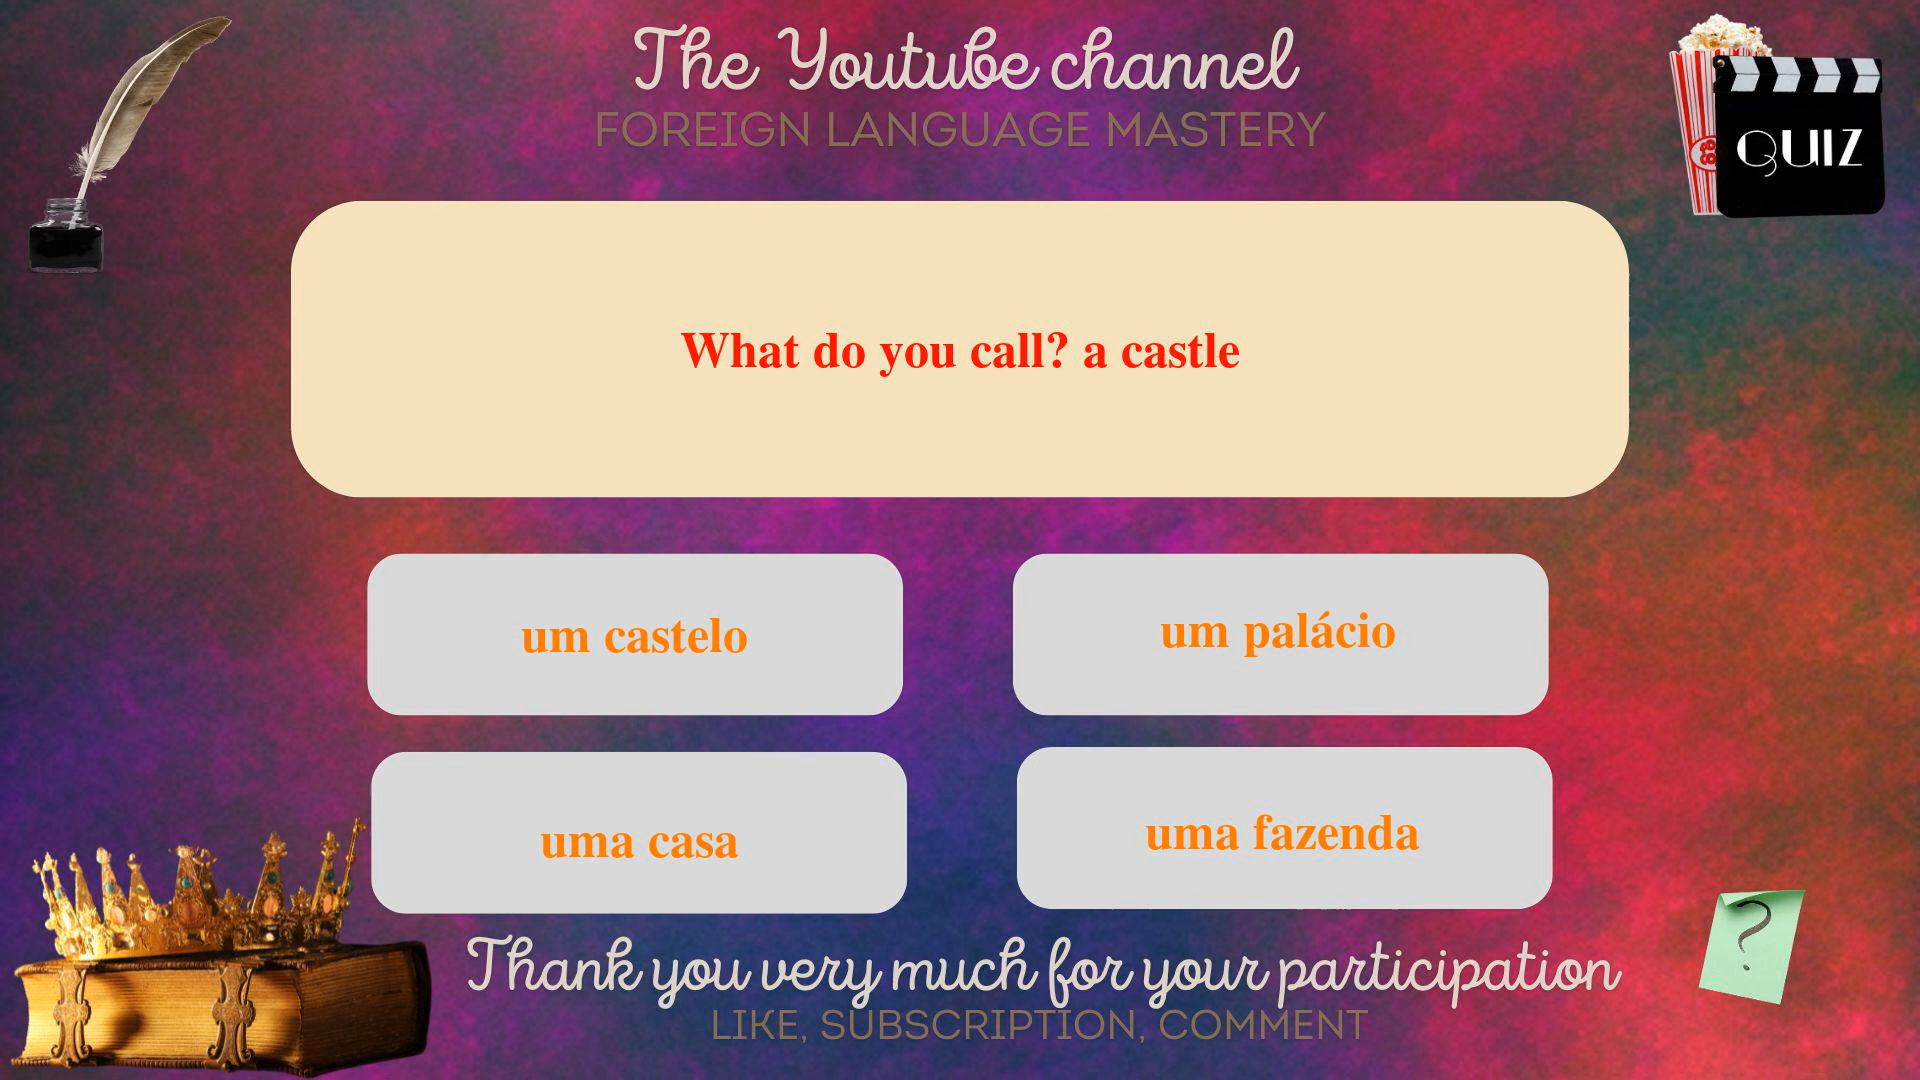 The Youtube channel
FOREIGN LANGUAGE MASTERY
QUIZ
What do you call? a castle
um castelo
um palácio
uma casa
uma fazenda
?
Thank you very much for your participation
LIKE, SUBSCRIPTION, COMMENT